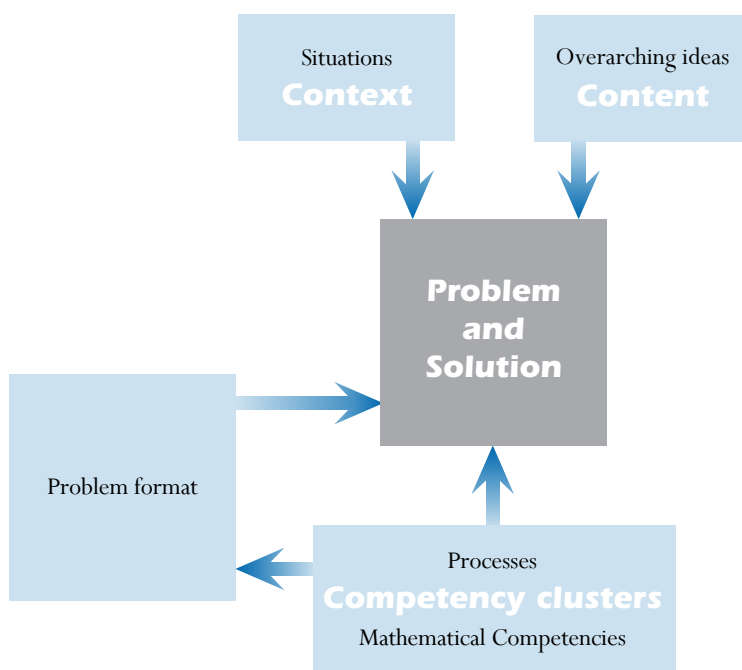 Situations
Context
Overarching ideas
Content
Problem
and
Solution
Problem format
Processes
Competency clusters
Mathematical Competencies